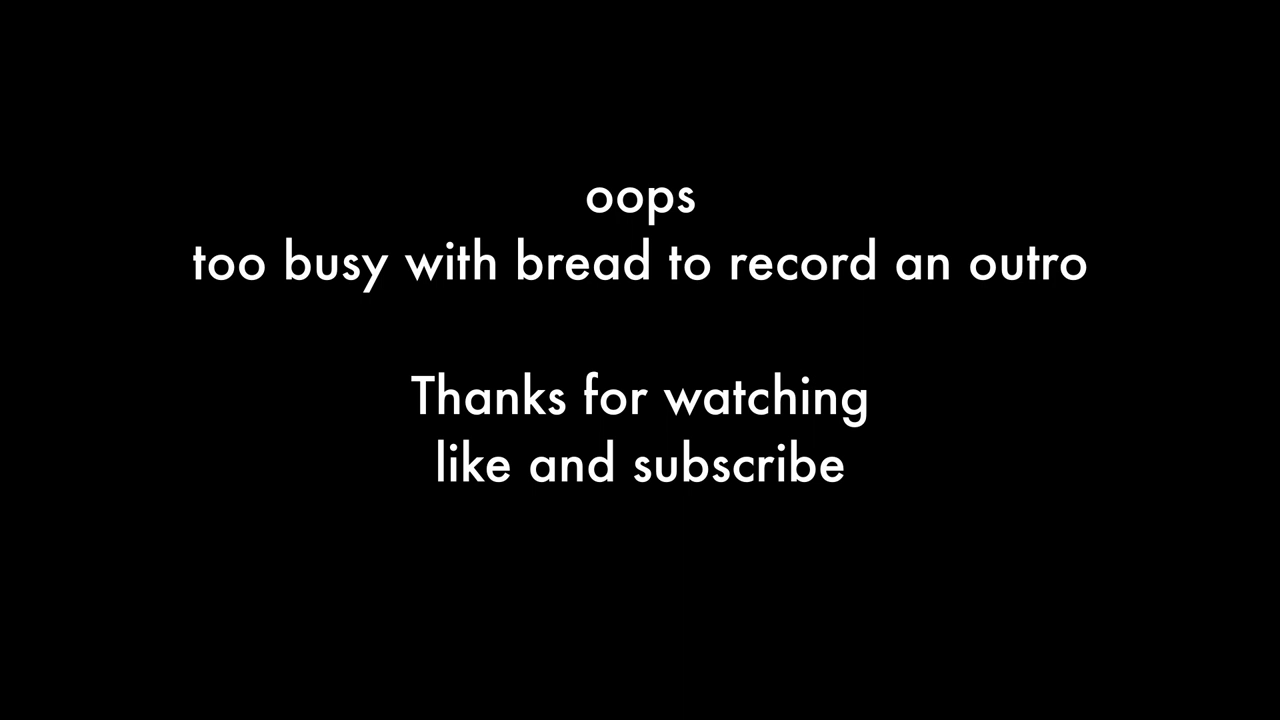 oops
too busy with bread to record an outro
Thanks for watching
like and subscribe